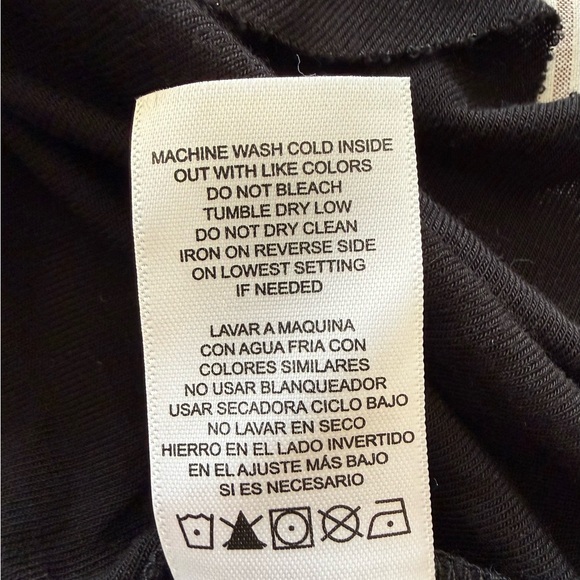 MACHINE WASH COLD INSIDE
OUT WITH LIKE COLORS
DO NOT BLEACH
TUMBLE DRY LOW
DO NOT DRY CLEAN
IRON ON REVERSE SIDE
ON LOWEST SETTING
IF NEEDED
LAVAR A MAQUINA
CON AGUA FRIA CON
COLORES SIMILARES
NO USAR BLANQUEADOR
USAR SECADORA CICLO BAJO
NO LAVAR EN SECO
HIERRO EN EL LADO INVERTIDO
EN EL AJUSTE MÁS BAJO
SI ES NECESARIO